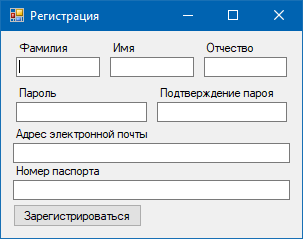 Регистрация
Фамилия Имя Отчество
Пароль Подтверждение пароя
Адрес электронной почты
Номер паспорта
Зарегистрироваться